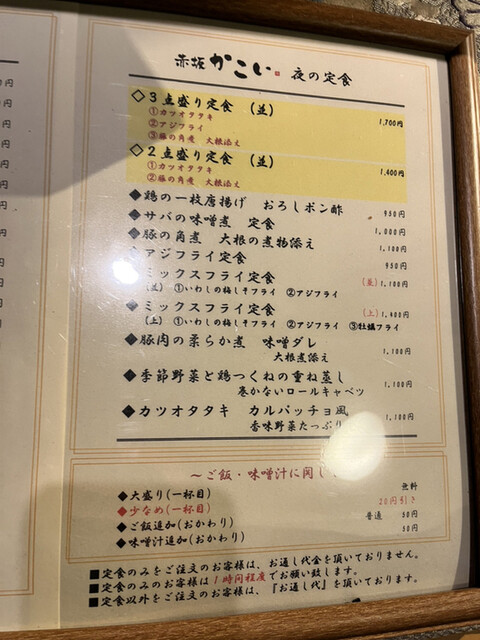 赤坂 かこい 夜の定食
◇3点盛り定食 (並) 1,700円
①カツオタタキ
②アジフライ
③豚の角煮 大根添え
◇2点盛り定食 (並) 1,400円
①カツオタタキ
②豚の角煮 大根添え
◆鶏の一枚唐揚げ おろしポン酢 950円
◆サバの味噌煮 定食 1,000円
◆豚の角煮 大根の煮物添え 1,100円
◆アジフライ定食 950円
◆ミックスフライ定食 (並) 1,100円
(並) ①いわしの梅しそフライ ②アジフライ
◆ミックスフライ定食 (上) 1,400円
(上) ①いわしの梅しそフライ ②アジフライ ③牡蠣フライ
◆豚肉の柔らか煮 味噌ダレ
大根煮添え 1,100円
◆季節野菜と鶏つくねの重ね蒸し
巻かないロールキャベツ 1,100円
◆カツオタタキ カルパッチョ風 1,100円
香味野菜たっぷり
〜ご飯・味噌汁に関し
◆大盛り(一杯目) 無料
◆少なめ(一杯目) 20円引き
◆ご飯追加(おかわり) 普通 50円
◆味噌汁追加(おかわり) 50円
■定食のみをご注文のお客様は、お通し代金を頂いておりません。
■定食のみのお客様は1時間程度でお願い致します。
■定食以外をご注文のお客様は、『お通し代』を頂いております。